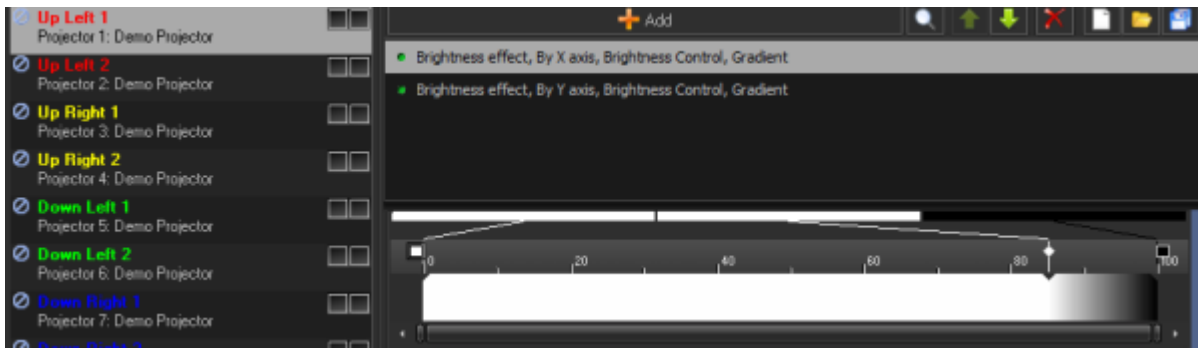 Up Left 1
Projector 1: Demo Projector
Up Left 2
Projector 2: Demo Projector
Up Right 1
Projector 3: Demo Projector
Up Right 2
Projector 4: Demo Projector
Down Left 1
Projector 5: Demo Projector
Down Left 2
Projector 6: Demo Projector
Down Right 1
Projector 7: Demo Projector
Down Right 2
Add
Brightness effect, By X axis, Brightness Control, Gradient
Brightness effect, By Y axis, Brightness Control, Gradient
0 20 40 60 80 100